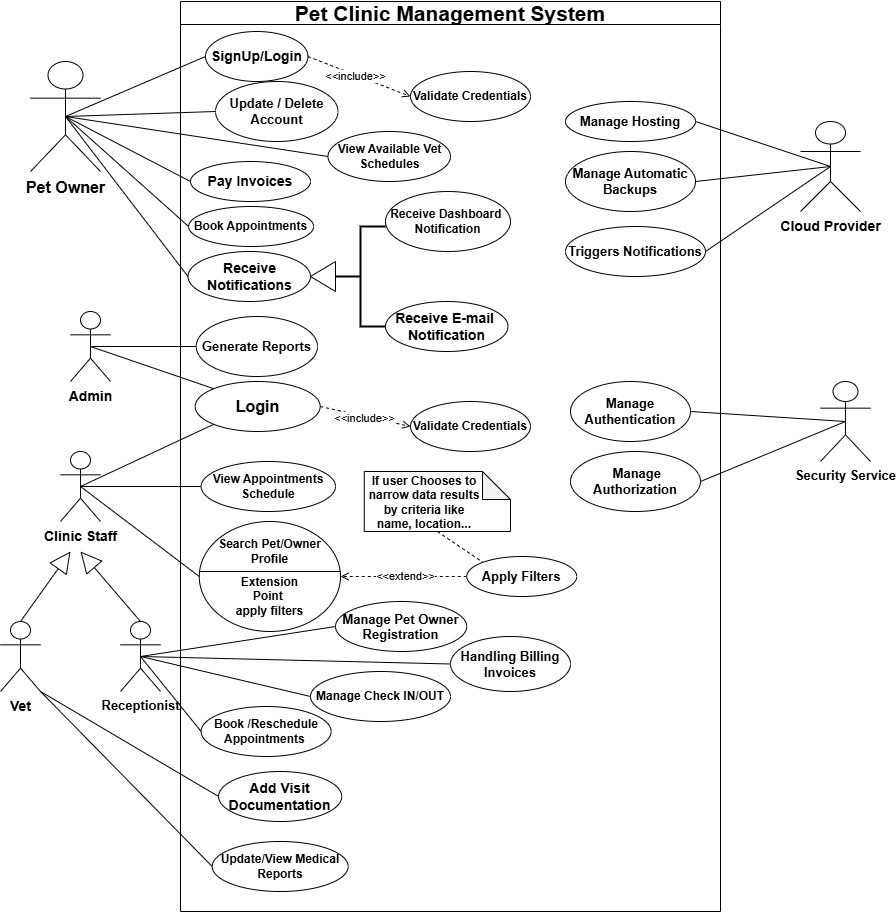 Pet Clinic Management System
SignUp/Login
<<include>>
Validate Credentials
Update / Delete
Account
View Available Vet
Schedules
Pet Owner
Pay Invoices
Book Appointments
Receive
Notifications
Receive Dashboard
Notification
Receive E-mail
Notification
Manage Hosting
Manage Automatic
Backups
Triggers Notifications
Cloud Provider
Generate Reports
Admin
Login
<<include>>
Validate Credentials
Manage
Authentication
Manage
Authorization
Security Service
View Appointments
Schedule
Clinic Staff
If user Chooses to
narrow data results
by criteria like
name, location...
Search Pet/Owner
Profile
Extension
Point
apply filters
<<extend>>
Apply Filters
Manage Pet Owner
Registration
Handling Billing
Invoices
Manage Check IN/OUT
Vet
Receptionist
Book /Reschedule
Appointments
Add Visit
Documentation
Update/View Medical
Reports